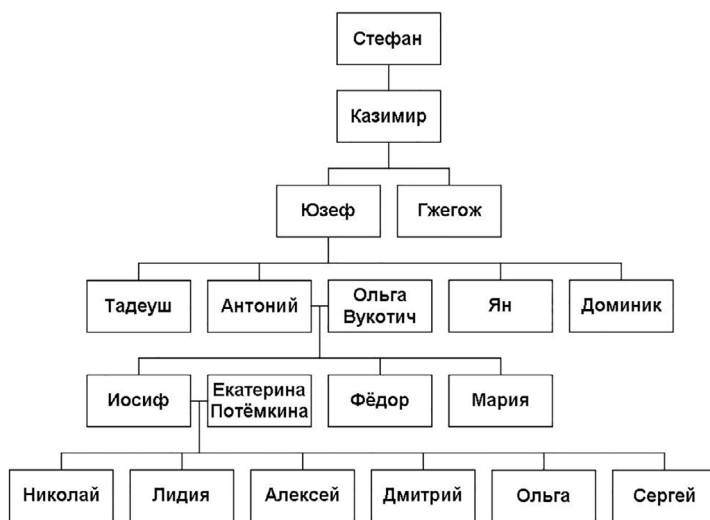 Стефан
Казимир
Юзеф
Гжегож
Тадеуш
Антоний
Ольга
Вукотич
Ян
Доминик
Иосиф
Екатерина
Потёмкина
Фёдор
Мария
Николай
Лидия
Алексей
Дмитрий
Ольга
Сергей